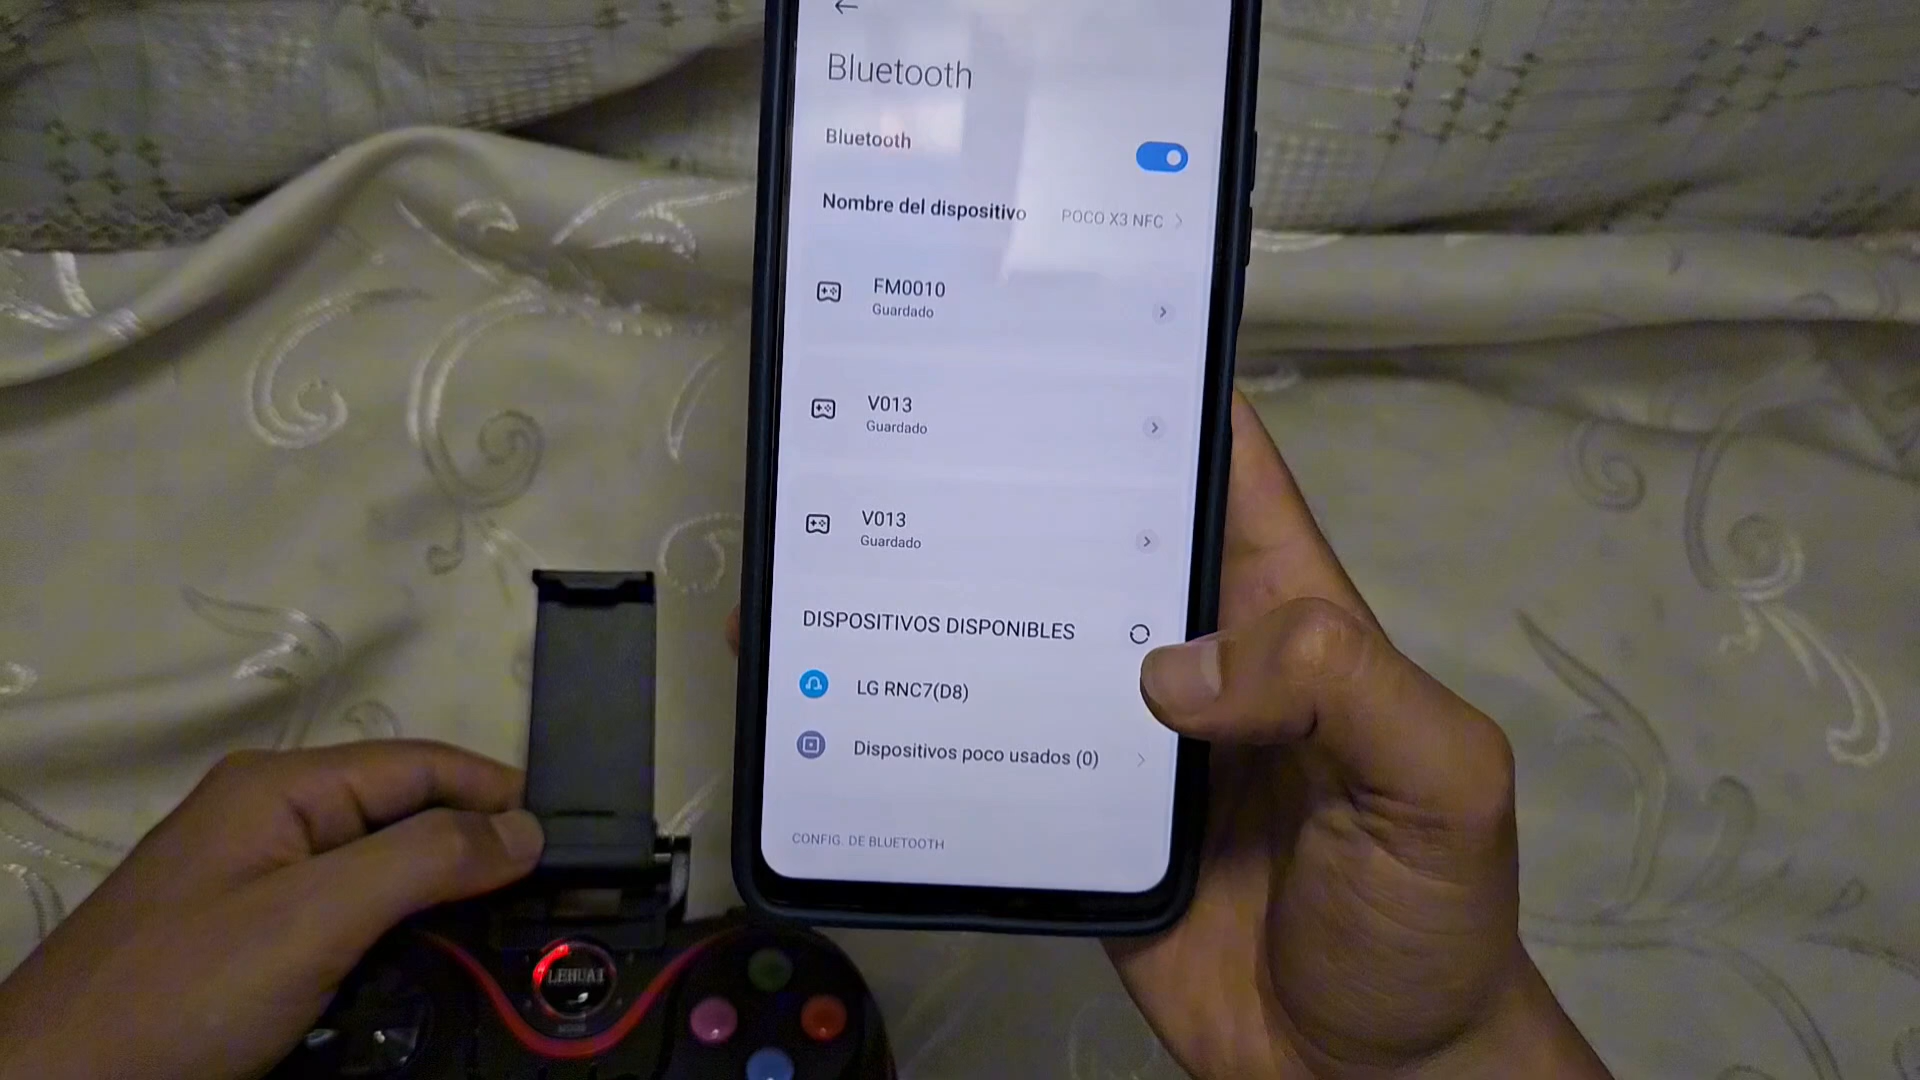 Bluetooth
Bluetooth
Nombre del dispositivo POCO X3 NFC
FM0010
Guardado
V013
Guardado
V013
Guardado
DISPOSITIVOS DISPONIBLES
LG RNC7(D8)
Dispositivos poco usados (0)
CONFIG. DE BLUETOOTH
LEHUAI